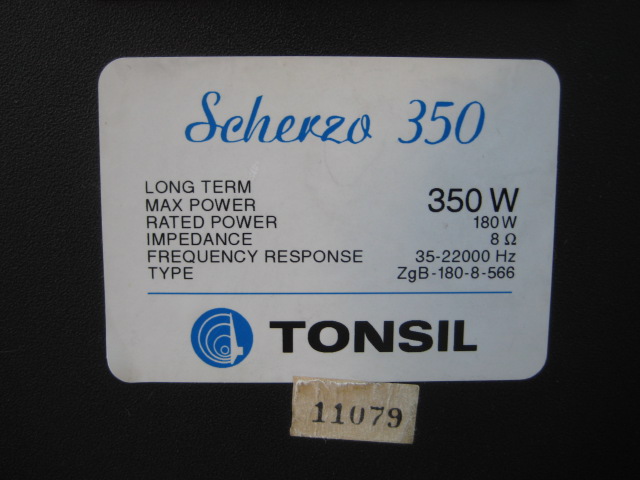 Scherzo 350
LONG TERM
MAX POWER 350 W
RATED POWER 180 W
IMPEDANCE 8 Ω
FREQUENCY RESPONSE 35-22000 Hz
TYPE ZgB-180-8-566
TONSIL
11079